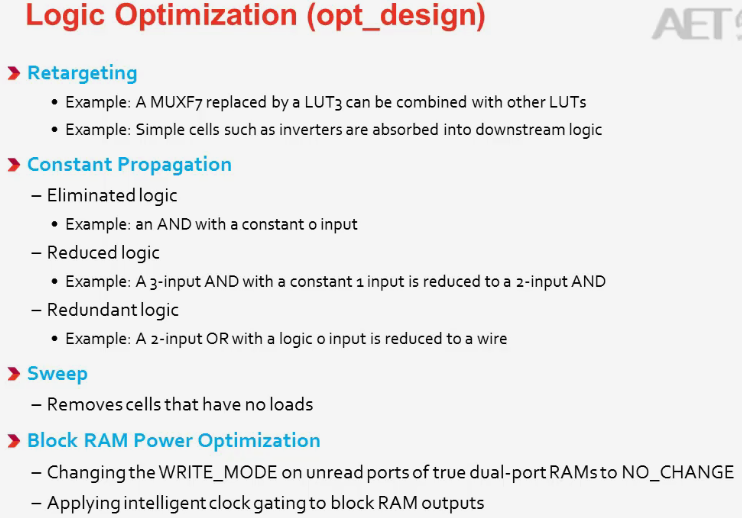 Logic Optimization (opt_design)
AET
Retargeting
• Example: A MUXF7 replaced by a LUT3 can be combined with other LUTs
• Example: Simple cells such as inverters are absorbed into downstream logic
Constant Propagation
– Eliminated logic
• Example: an AND with a constant 0 input
– Reduced logic
• Example: A 3-input AND with a constant 1 input is reduced to a 2-input AND
– Redundant logic
• Example: A 2-input OR with a logic 0 input is reduced to a wire
Sweep
– Removes cells that have no loads
Block RAM Power Optimization
– Changing the WRITE_MODE on unread ports of true dual-port RAMs to NO_CHANGE
– Applying intelligent clock gating to block RAM outputs